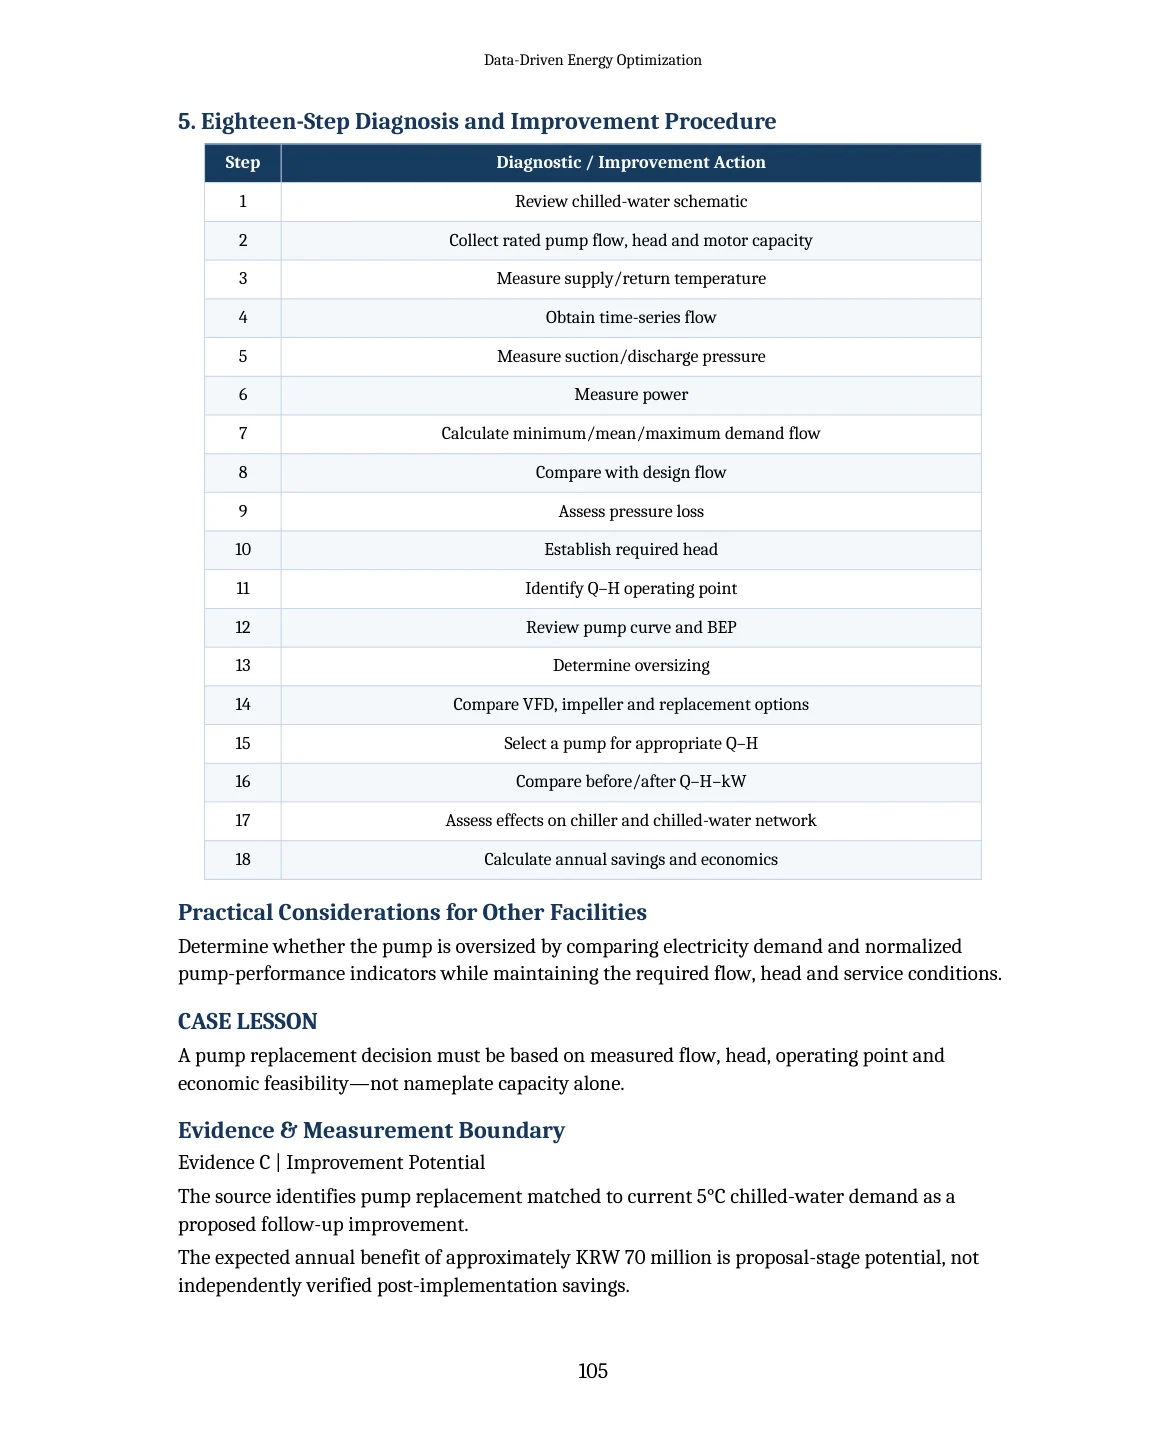 Data-Driven Energy Optimization
5. Eighteen-Step Diagnosis and Improvement Procedure
Step Diagnostic / Improvement Action
1 Review chilled-water schematic
2 Collect rated pump flow, head and motor capacity
3 Measure supply/return temperature
4 Obtain time-series flow
5 Measure suction/discharge pressure
6 Measure power
7 Calculate minimum/mean/maximum demand flow
8 Compare with design flow
9 Assess pressure loss
10 Establish required head
11 Identify Q–H operating point
12 Review pump curve and BEP
13 Determine oversizing
14 Compare VFD, impeller and replacement options
15 Select a pump for appropriate Q–H
16 Compare before/after Q–H–kW
17 Assess effects on chiller and chilled-water network
18 Calculate annual savings and economics
Practical Considerations for Other Facilities
Determine whether the pump is oversized by comparing electricity demand and normalized
pump-performance indicators while maintaining the required flow, head and service conditions.
CASE LESSON
A pump replacement decision must be based on measured flow, head, operating point and
economic feasibility—not nameplate capacity alone.
Evidence & Measurement Boundary
Evidence C | Improvement Potential
The source identifies pump replacement matched to current 5°C chilled-water demand as a
proposed follow-up improvement.
The expected annual benefit of approximately KRW 70 million is proposal-stage potential, not
independently verified post-implementation savings.
105